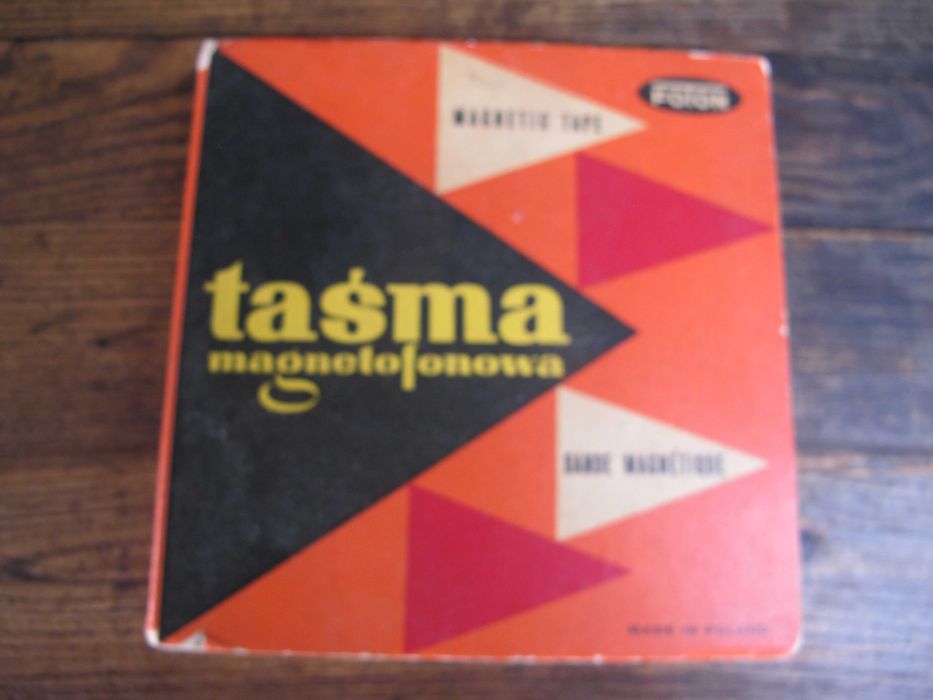 MAGNETIC TAPE
Foton
taśma
magnetofonowa
BANDE MAGNÉTIQUE
MADE IN POLAND